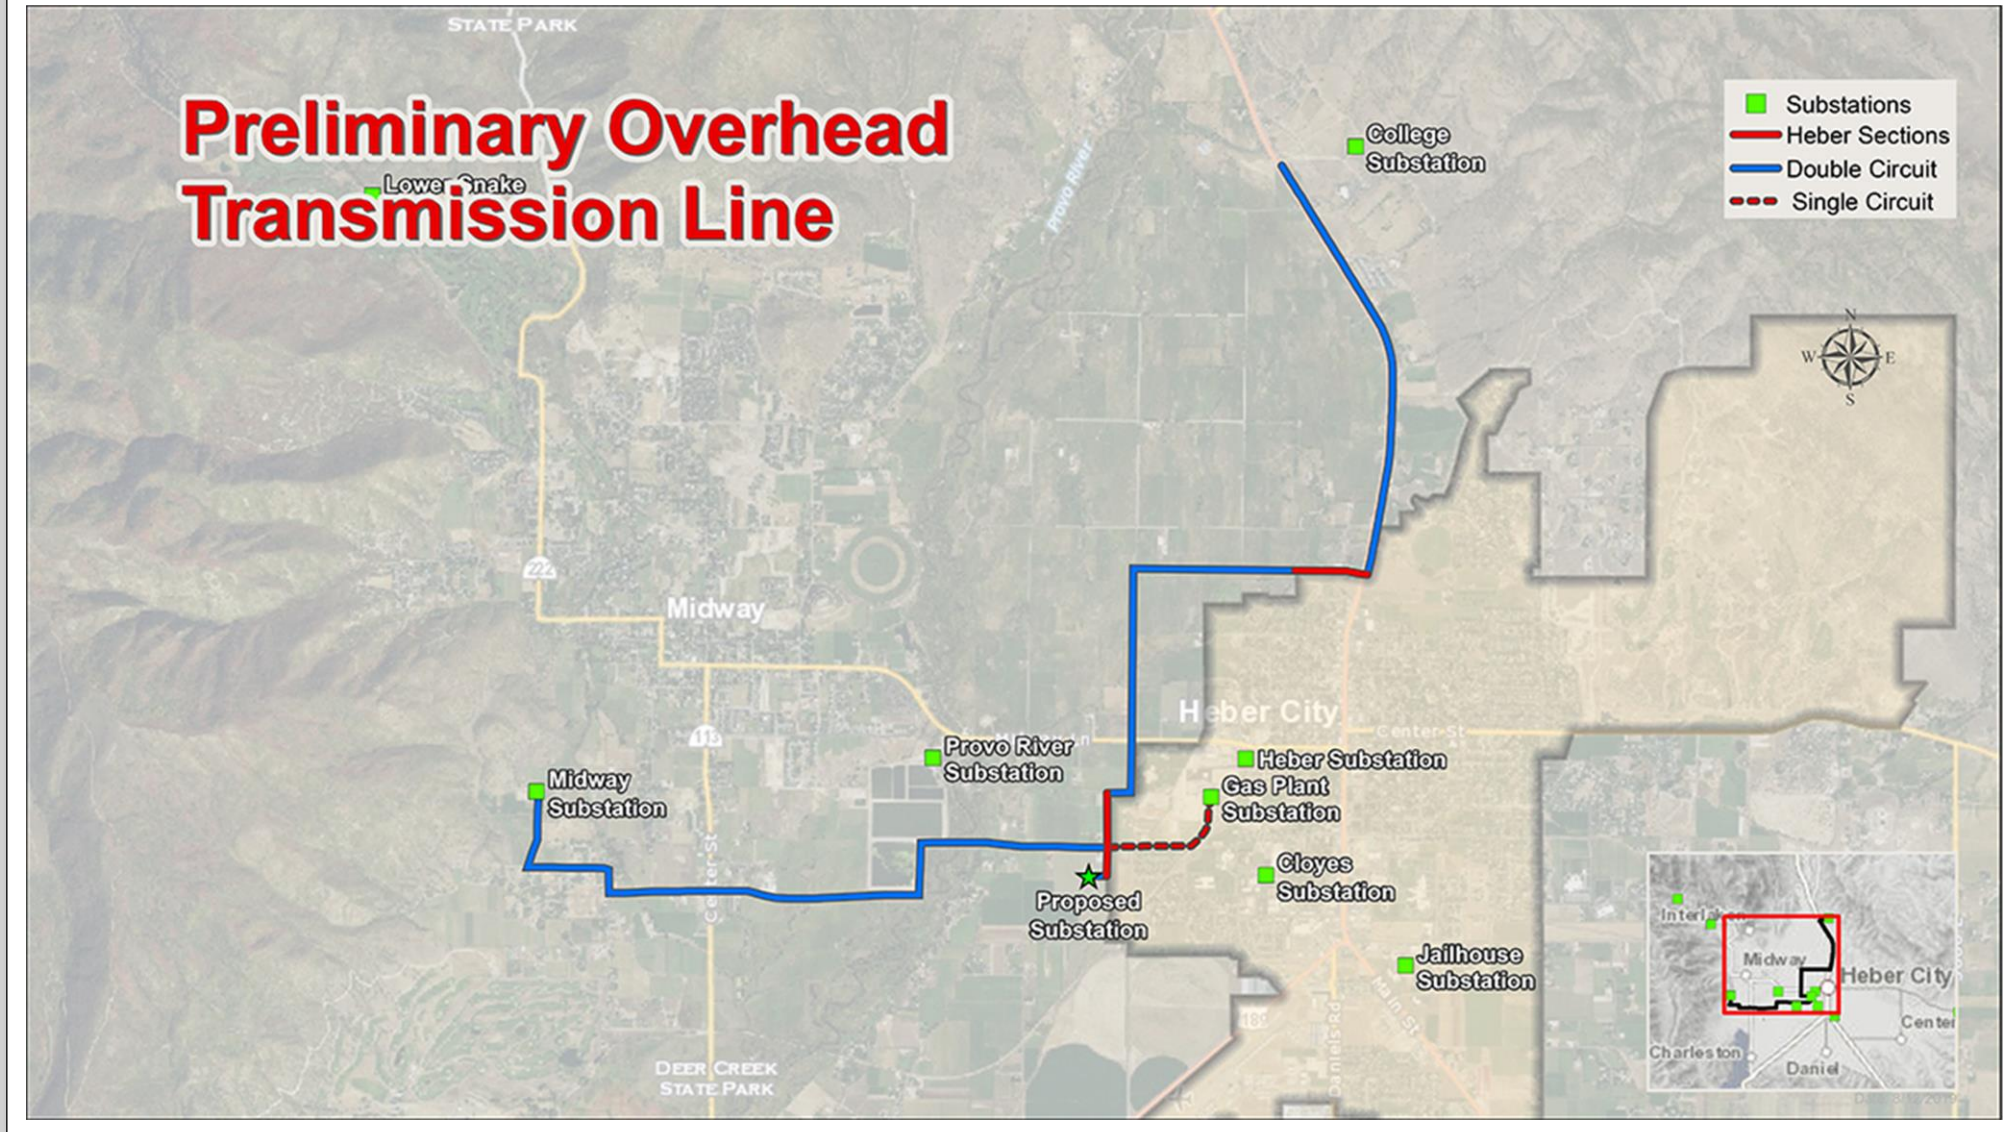 STATE PARK
Preliminary Overhead
Transmission Line
Lower Snake
Provo River
College
Substation
Substations
Heber Sections
Double Circuit
Single Circuit
N
W
E
S
222
Midway
Heber City
Center St
113
Provo River
Substation
Heber Substation
Midway
Substation
Gas Plant
Substation
Center St
Cloyes
Substation
Proposed
Substation
Jailhouse
Substation
Main St
189
Daniels Rd
DEER CREEK
STATE PARK
Interlaken
Midway
Heber City
Center
Charleston
Daniel